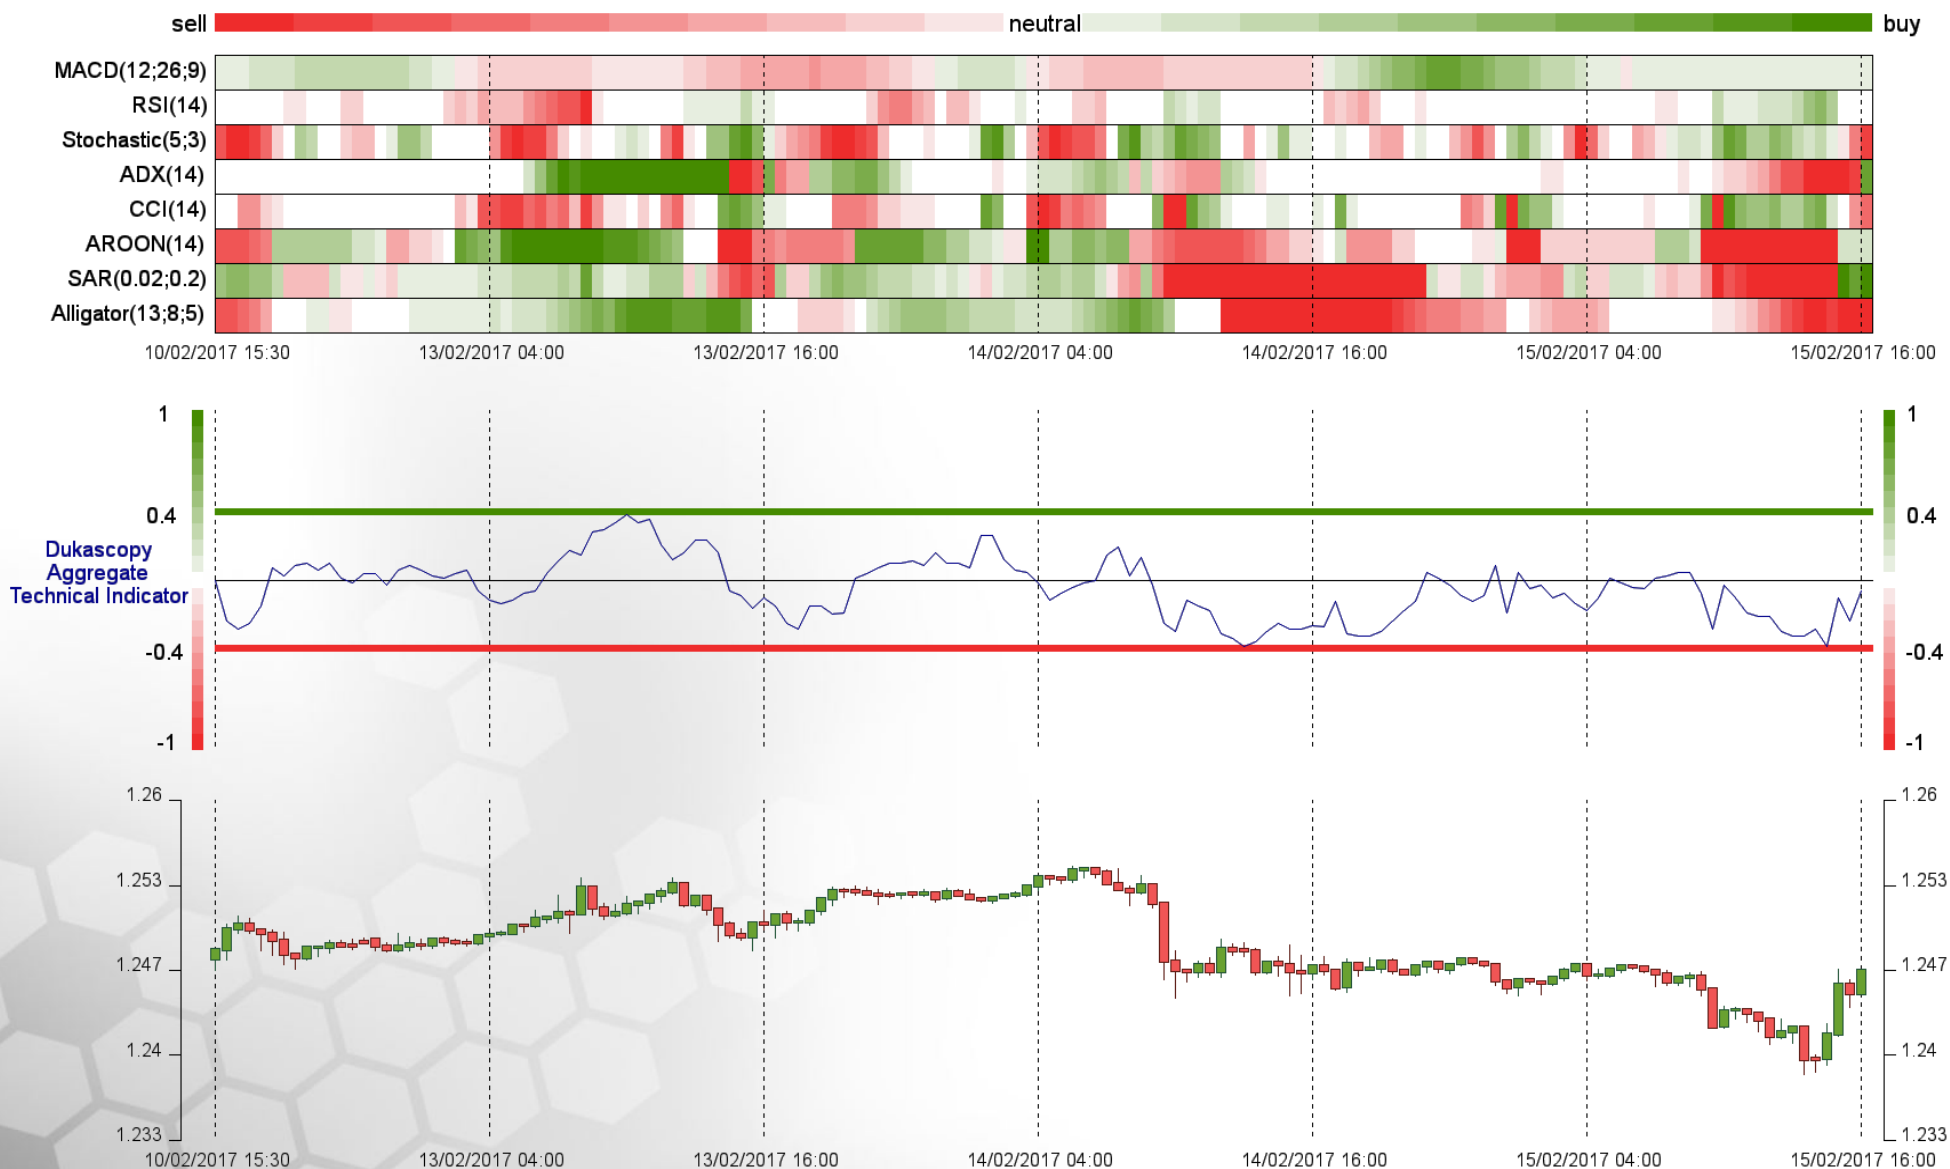 sell neutral buy
MACD(12;26;9)
RSI(14)
Stochastic(5;3)
ADX(14)
CCI(14)
AROON(14)
SAR(0.02;0.2)
Alligator(13;8;5)
10/02/2017 15:30 13/02/2017 04:00 13/02/2017 16:00 14/02/2017 04:00 14/02/2017 16:00 15/02/2017 04:00 15/02/2017 16:00
1 1
0.4 0.4
Dukascopy
Aggregate
Technical Indicator
-0.4 -0.4
-1 -1
1.26 1.26
1.253 1.253
1.247 1.247
1.24 1.24
1.233 1.233
10/02/2017 15:30 13/02/2017 04:00 13/02/2017 16:00 14/02/2017 04:00 14/02/2017 16:00 15/02/2017 04:00 15/02/2017 16:00